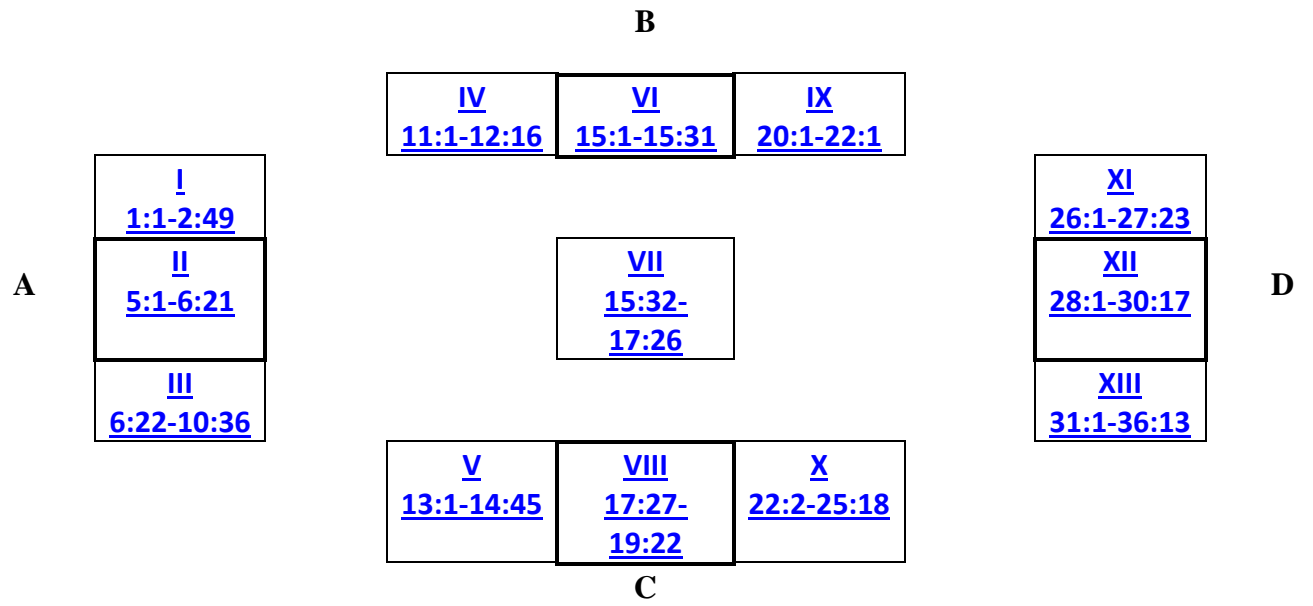 B
IV
11:1-12:16
VI
15:1-15:31
IX
20:1-22:1
I
1:1-2:49
XI
26:1-27:23
A
II
5:1-6:21
VII
15:32-
17:26
XII
28:1-30:17
D
III
6:22-10:36
XIII
31:1-36:13
V
13:1-14:45
VIII
17:27-
19:22
X
22:2-25:18
C